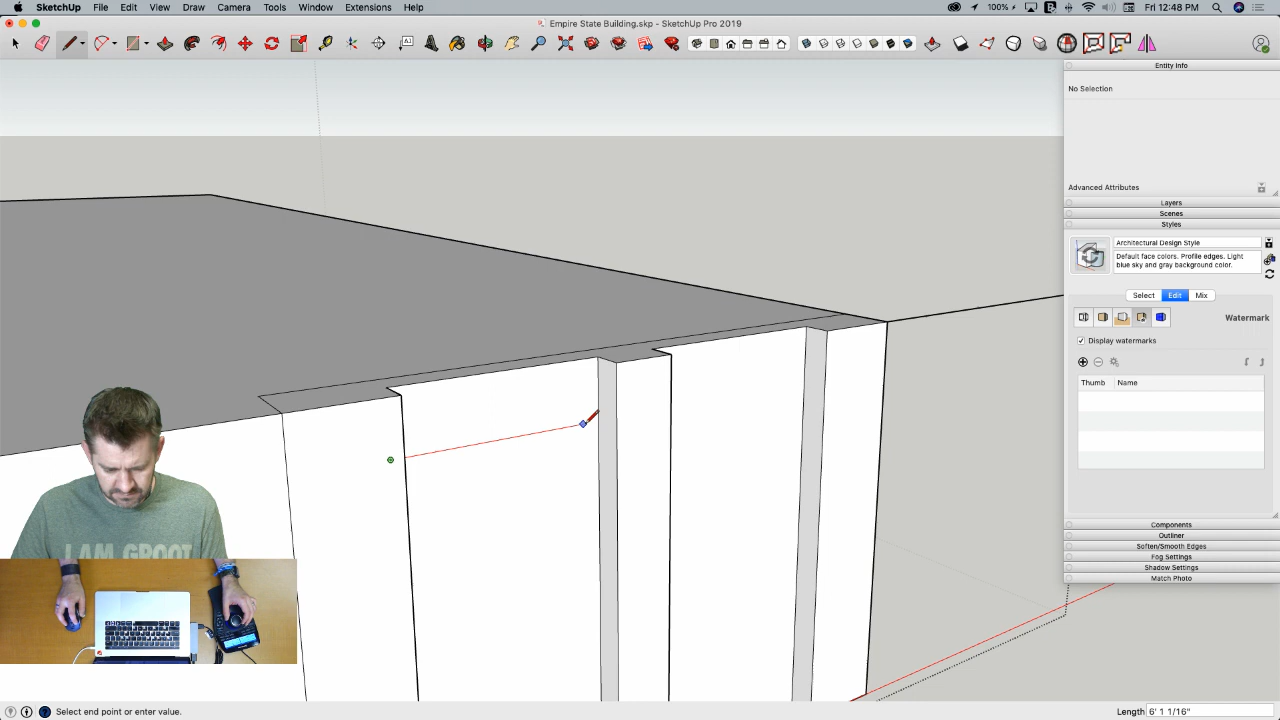 SketchUp File Edit View Draw Camera Tools Window Extensions Help
100% Fri 12:48 PM
Empire State Building.skp - SketchUp Pro 2019
Entity Info
No Selection
Advanced Attributes
Layers
Scenes
Styles
Architectural Design Style
Default face colors. Profile edges. Light
blue sky and gray background color.
Select Edit Mix
Watermark
Display watermarks
Thumb Name
Components
Outliner
Soften/Smooth Edges
Fog Settings
Shadow Settings
Match Photo
I AM GROOT
Select end point or enter value.
Length 6' 1 1/16"